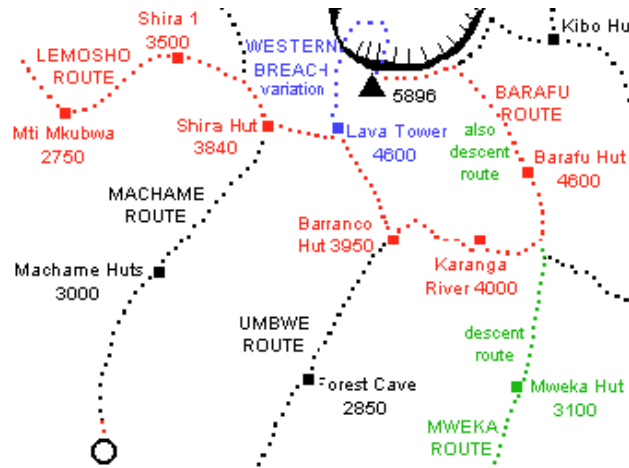 Shira 1
3500
LEMOSHO
ROUTE
WESTERN
BREACH
variation
Kibo Hu
5896
BARAFU
ROUTE
Mti Mkubwa
2750
Shira Hut
3840
Lava Tower
4600
also
descent
route
Barafu Hut
4600
MACHAME
ROUTE
Barranco
Hut 3950
Machame Huts
3000
Karanga
River 4000
UMBWE
ROUTE
descent
route
Forest Cave
2850
Mweka Hut
3100
MWEKA
ROUTE